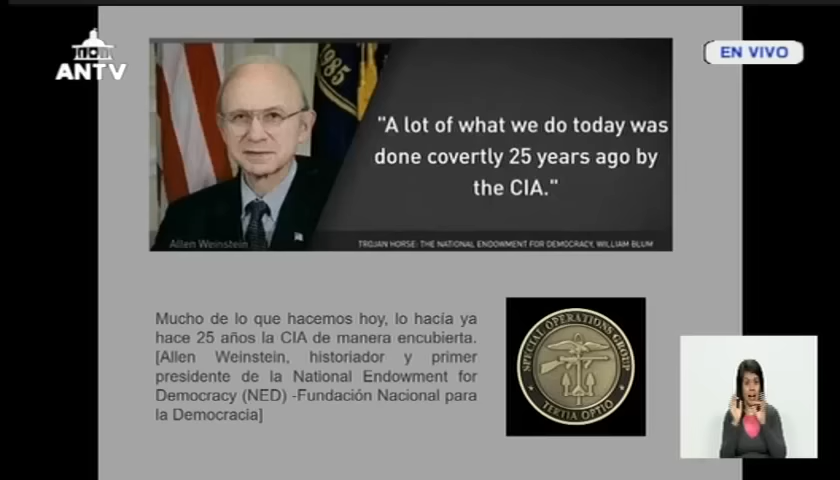 ANTV
EN VIVO
1985
"A lot of what we do today was
done covertly 25 years ago by
the CIA."
Allen Weinstein
TROJAN HORSE: THE NATIONAL ENDOWMENT FOR DEMOCRACY, WILLIAM BLUM
Mucho de lo que hacemos hoy, lo hacía ya
hace 25 años la CIA de manera encubierta.
[Allen Weinstein, historiador y primer
presidente de la National Endowment for
Democracy (NED) -Fundación Nacional para
la Democracia]
SPECIAL OPERATIONS GROUP
TERTIA OPTIO